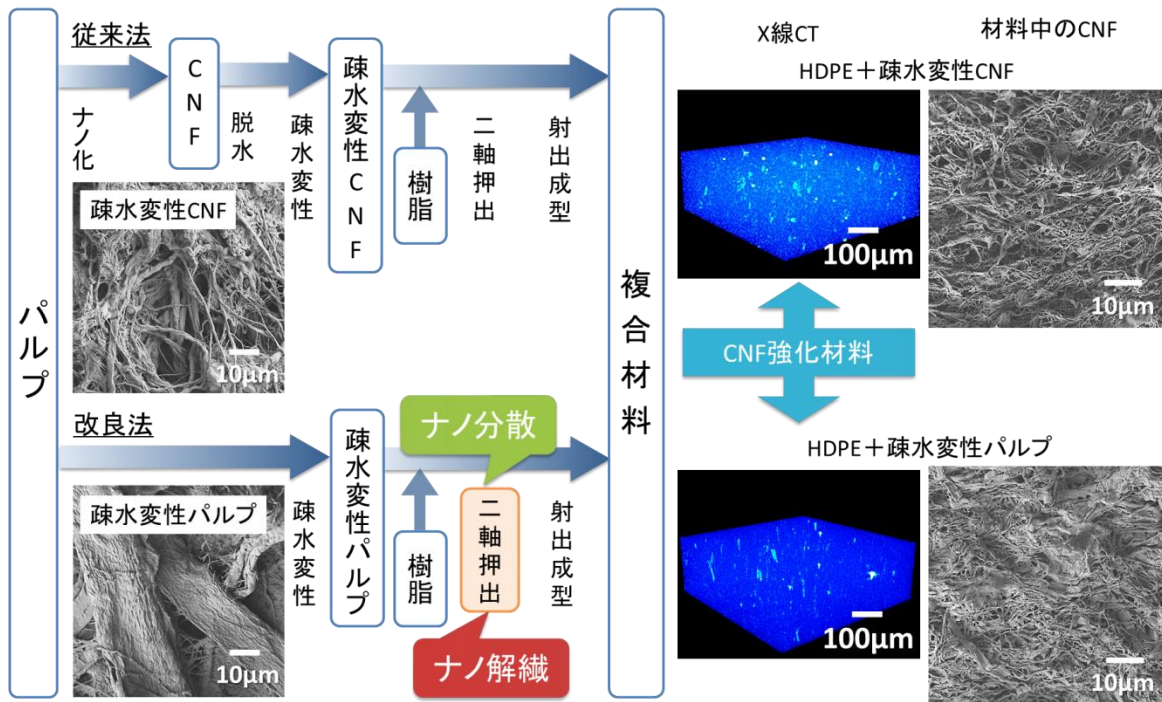 従来法
パルプ
ナノ化
CNF
脱水
疎水変性
疎水変性CNF
樹脂
二軸押出
射出成型
疎水変性CNF
10μm
改良法
疎水変性パルプ
10μm
疎水変性
疎水変性パルプ
樹脂
ナノ分散
二軸押出
ナノ解繊
射出成型
複合材料
X線CT
材料中のCNF
HDPE+疎水変性CNF
100μm
10μm
CNF強化材料
HDPE+疎水変性パルプ
100μm
10μm